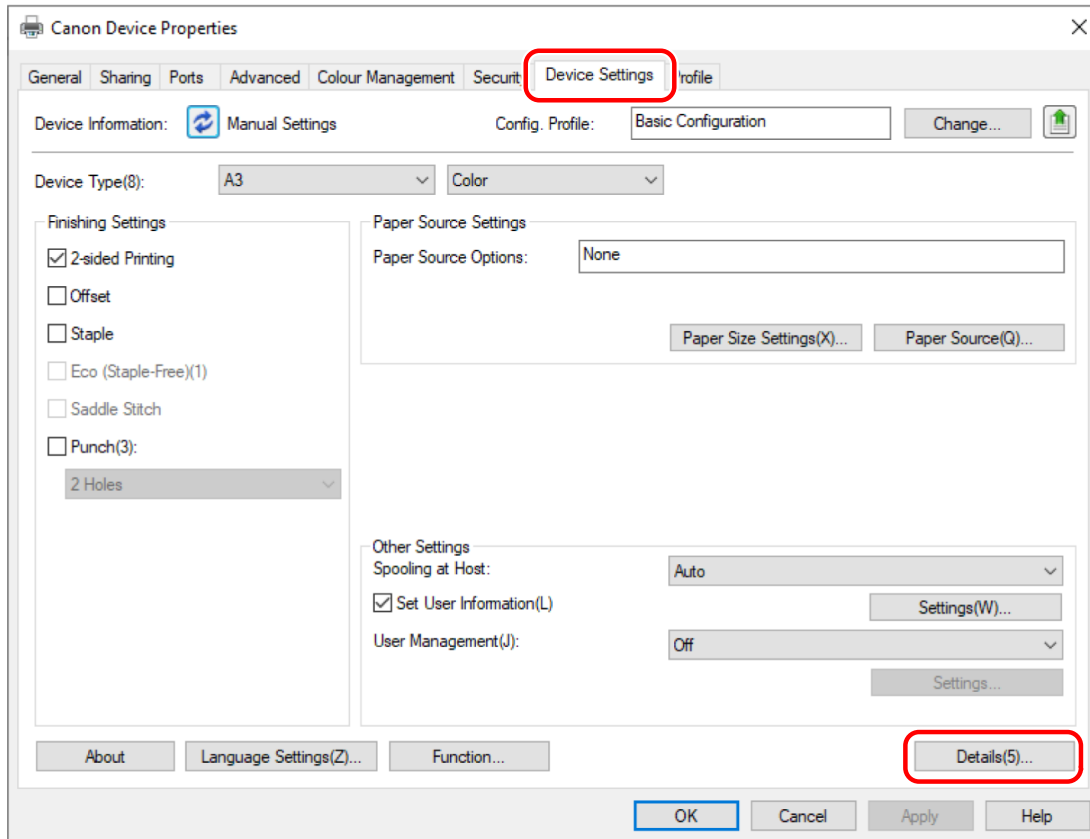 Canon Device Properties
General Sharing Ports Advanced Colour Management Securit Device Settings rofile
Device Information: Manual Settings Config. Profile: Basic Configuration Change...
Device Type(8): A3 Color
Finishing Settings
2-sided Printing
Offset
Staple
Eco (Staple-Free)(1)
Saddle Stitch
Punch(3):
2 Holes
Paper Source Settings
Paper Source Options: None
Paper Size Settings(X)... Paper Source(Q)...
Other Settings
Spooling at Host: Auto
Set User Information(L) Settings(W)...
User Management(J): Off
Settings...
About Language Settings(Z)... Function... Details(5)...
OK Cancel Apply Help